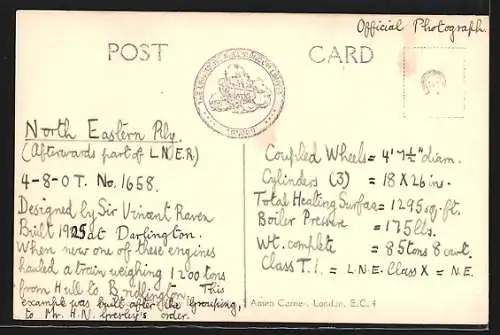 Official Photograph.
POST CARD
North Eastern Rly.
(Afterwards part of L.N.E.R)
4-8-0 T. No. 1658.
Designed by Sir Vincent Raven
Built 1925 at Darlington.
When new one of these engines
hauled a train weighing 1200 tons
from Hull to Bridlington. This
example was built after the Grouping,
to Mr. H.N. Gresley's order.
Coupled Wheels = 4' 7½" diam.
Cylinders (3) = 18 X 26 ins.
Total Heating Surface = 1295 sq. ft.
Boiler Pressure = 175 lbs.
Wt. complete = 85 tons 8 cwt.
Class T.1. = L.N.E. Class X = N.E.
Amen Corner, London, E.C.4